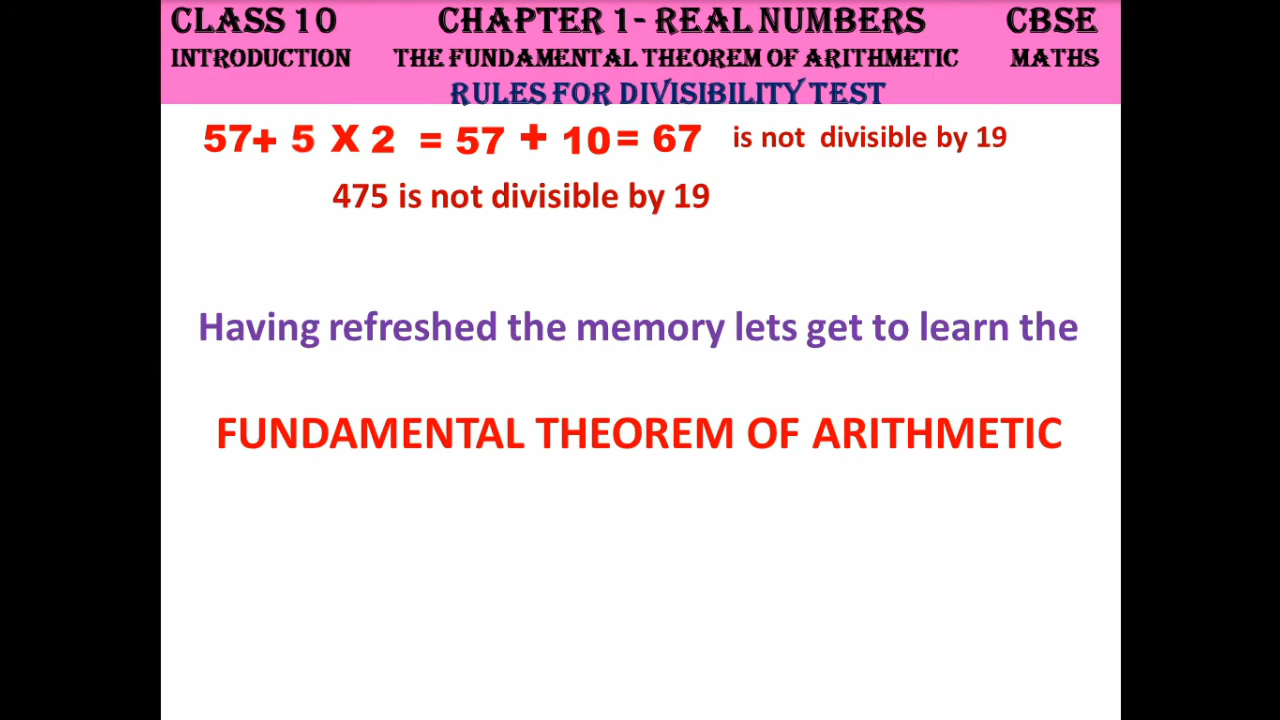 CLASS 10 CHAPTER 1- REAL NUMBERS CBSE
INTRODUCTION THE FUNDAMENTAL THEOREM OF ARITHMETIC MATHS
RULES FOR DIVISIBILITY TEST
57+ 5 X 2 = 57 + 10 = 67 is not divisible by 19
475 is not divisible by 19
Having refreshed the memory lets get to learn the
FUNDAMENTAL THEOREM OF ARITHMETIC